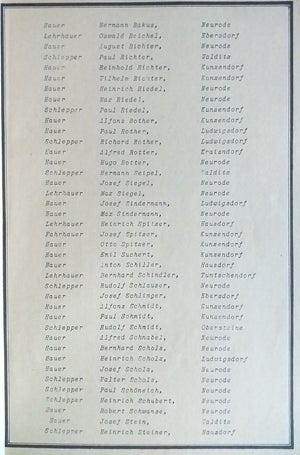 Hauer Hermann Rakus, Neurode
Lehrhauer Oswald Reichel, Ebersdorf
Hauer August Richter, Neurode
Schlepper Paul Richter, Walditz
Hauer Reinhold Richter, Kunzendorf
Hauer Wilhelm Richter, Kunzendorf
Hauer Heinrich Riedel, Neurode
Hauer Max Riedel, Neurode
Schlepper Paul Riedel, Kunzendorf
Hauer Alfons Rother, Kunzendorf
Hauer Paul Rother, Ludwigsdorf
Schlepper Richard Rother, Ludwigsdorf
Hauer Alfred Rotter,
Hauer Hugo Rotter, Neurode
Schlepper Hermann Seipel, Walditz
Hauer Josef Siegel, Neurode
Lehrhauer Max Siegel, Neurode
Hauer Josef Sindermann, Ludwigsdorf
Hauer Max Sindermann, Neurode
Lehrhauer Heinrich Spitzer, Hausdorf
Fahrhauer Josef Spitzer, Kunzendorf
Hauer Otto Spitzer, Kunzendorf
Hauer Emil Suchert, Kunzendorf
Hauer Anton Schiller, Hausdorf
Lehrhauer Bernhard Schindler, Tuntschendorf
Schlepper Rudolf Schlauser, Neurode
Hauer Josef Schlinger, Ebersdorf
Hauer Alfons Schmidt, Kunzendorf
Hauer Paul Schmidt, Kunzendorf
Schlepper Rudolf Schmidt, Obersteine
Hauer Alfred Schnabel, Neurode
Hauer Bernhard Scholz, Neurode
Hauer Heinrich Scholz, Ludwigsdorf
Hauer Josef Scholz, Neurode
Schlepper Walter Scholz, Neurode
Schlepper Paul Schöneich, Neurode
Schlepper Heinrich Schubert, Neurode
Hauer Robert Schwanse, Neurode
Hauer Josef Stein, Walditz
Schlepper Heinrich Steiner, Hausdorf